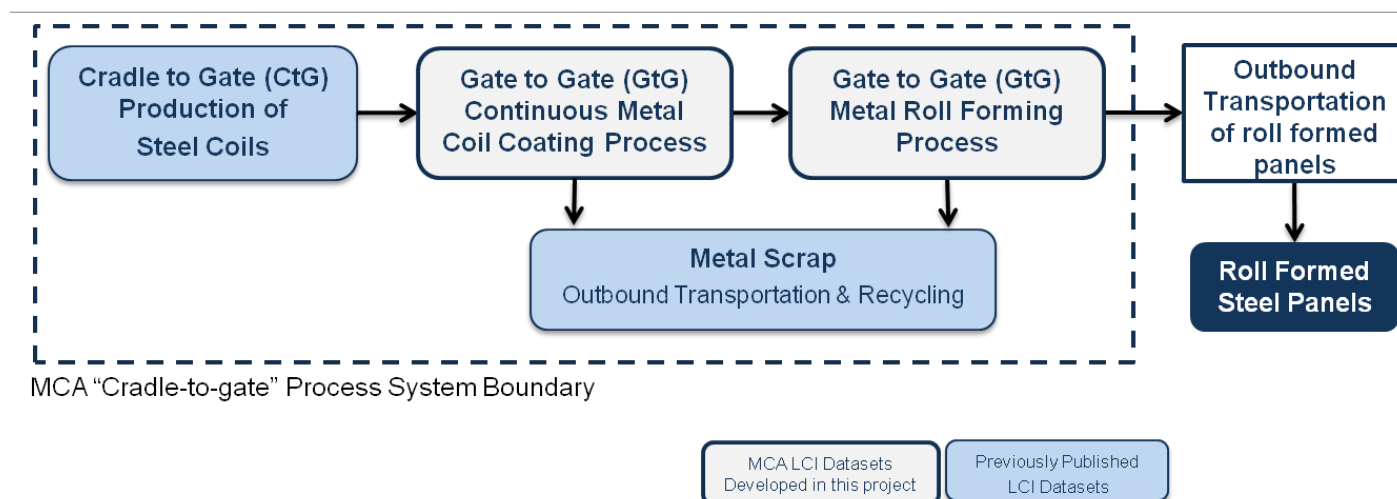 Cradle to Gate (CtG)
Production of
Steel Coils
Gate to Gate (GtG)
Continuous Metal
Coil Coating Process
Gate to Gate (GtG)
Metal Roll Forming
Process
Outbound
Transportation
of roll formed
panels
Metal Scrap
Outbound Transportation & Recycling
Roll Formed
Steel Panels
MCA “Cradle-to-gate” Process System Boundary
MCA LCI Datasets
Developed in this project
Previously Published
LCI Datasets